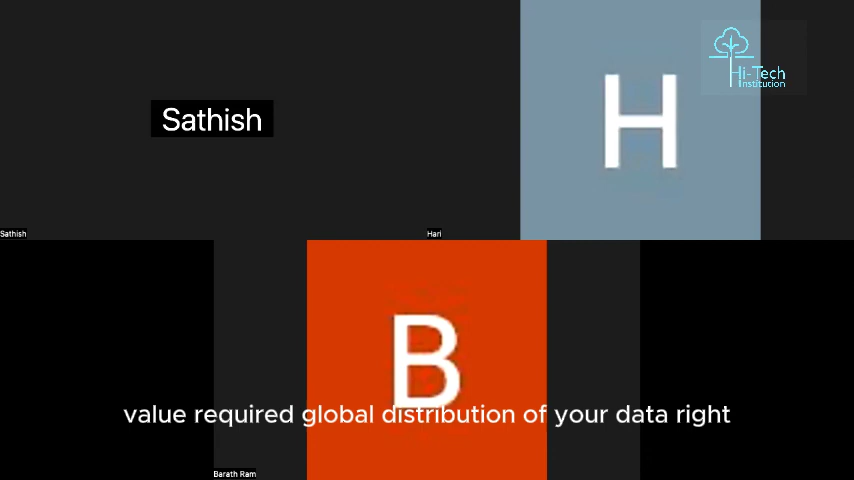 Sathish
H
Hi-Tech
Institution
Sathish
Hari
B
value required global distribution of your data right
Barath Ram